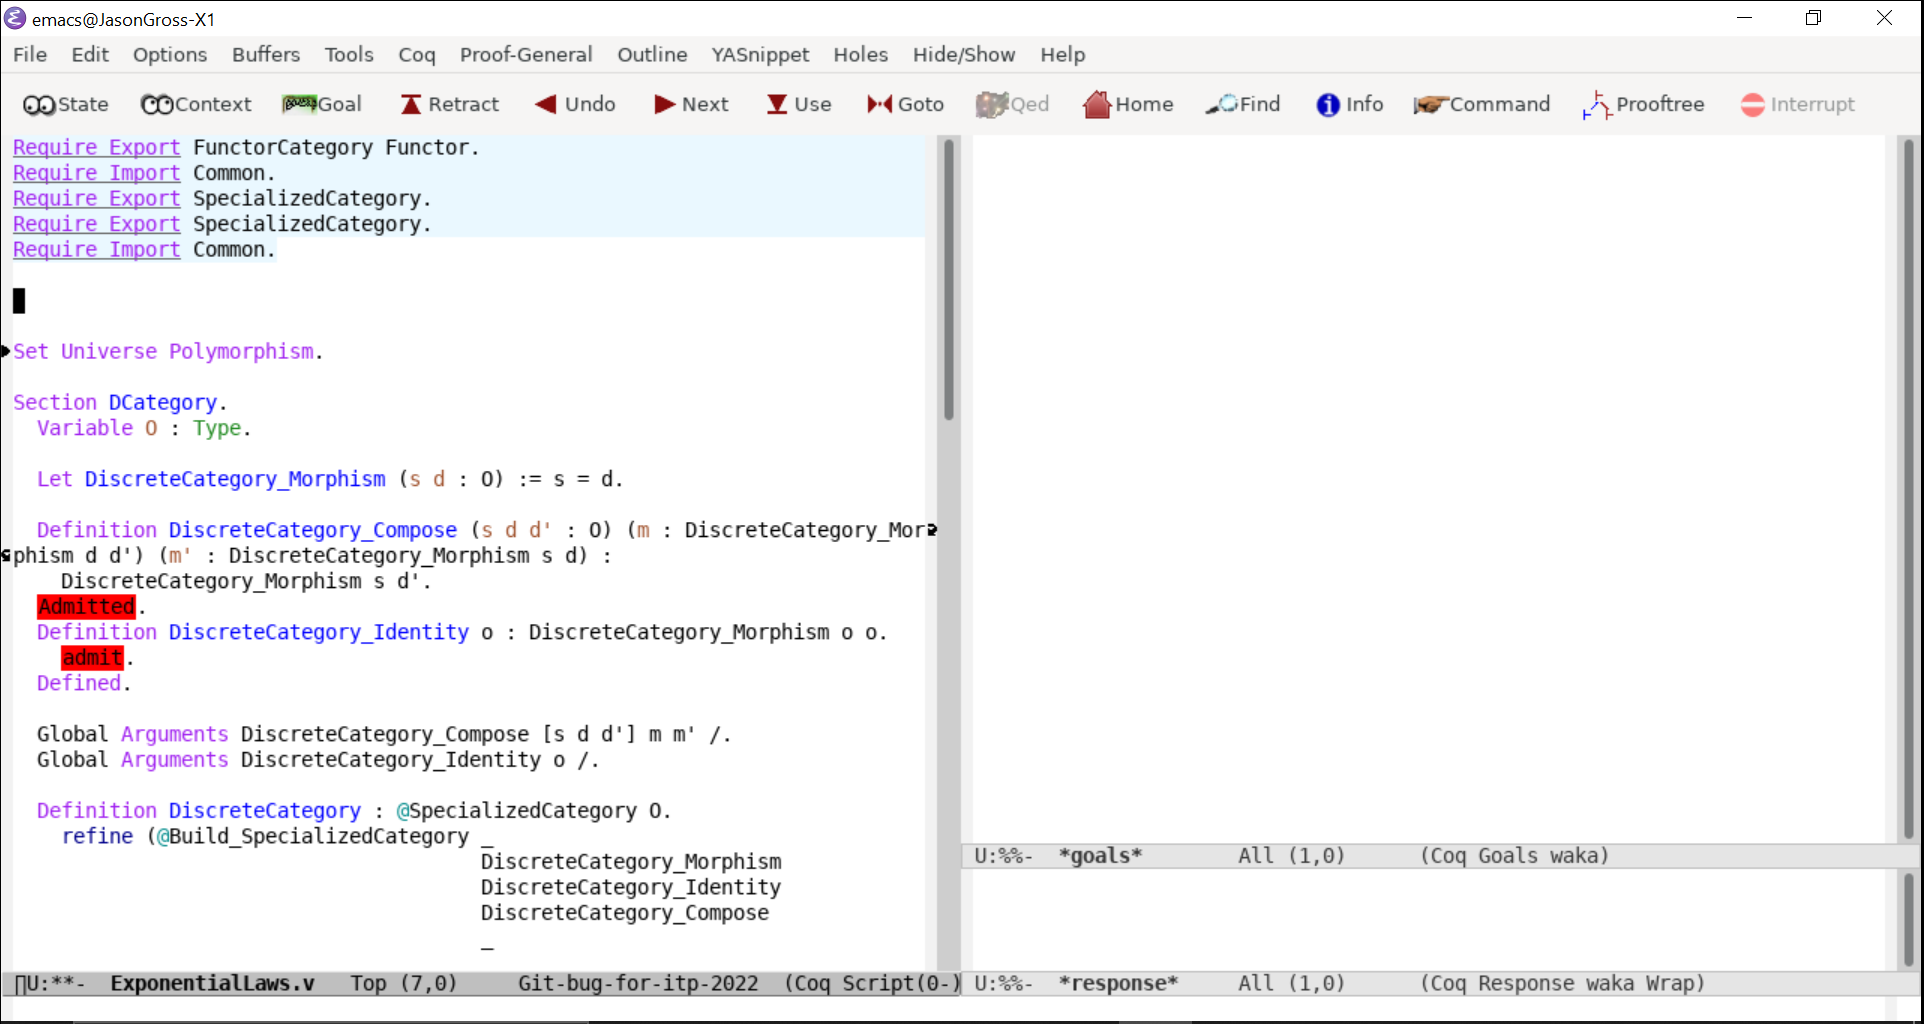 emacs@JasonGross-X1
File Edit Options Buffers Tools Coq Proof-General Outline YASnippet Holes Hide/Show Help
State Context Goal Retract Undo Next Use Goto Qed Home Find Info Command Prooftree Interrupt
Require Export FunctorCategory Functor.
Require Import Common.
Require Export SpecializedCategory.
Require Export SpecializedCategory.
Require Import Common.
Set Universe Polymorphism.
Section DCategory.
Variable O : Type.
Let DiscreteCategory_Morphism (s d : O) := s = d.
Definition DiscreteCategory_Compose (s d d' : O) (m : DiscreteCategory_Mor
phism d d') (m' : DiscreteCategory_Morphism s d) :
DiscreteCategory_Morphism s d'.
Admitted.
Definition DiscreteCategory_Identity o : DiscreteCategory_Morphism o o.
admit.
Defined.
Global Arguments DiscreteCategory_Compose [s d d'] m m' /.
Global Arguments DiscreteCategory_Identity o /.
Definition DiscreteCategory : @SpecializedCategory O.
refine (@Build_SpecializedCategory _
DiscreteCategory_Morphism
DiscreteCategory_Identity
DiscreteCategory_Compose
_
U:**- ExponentialLaws.v Top (7,0) Git-bug-for-itp-2022 (Coq Script(0-)
U:%%- *goals* All (1,0) (Coq Goals waka)
U:%%- *response* All (1,0) (Coq Response waka Wrap)